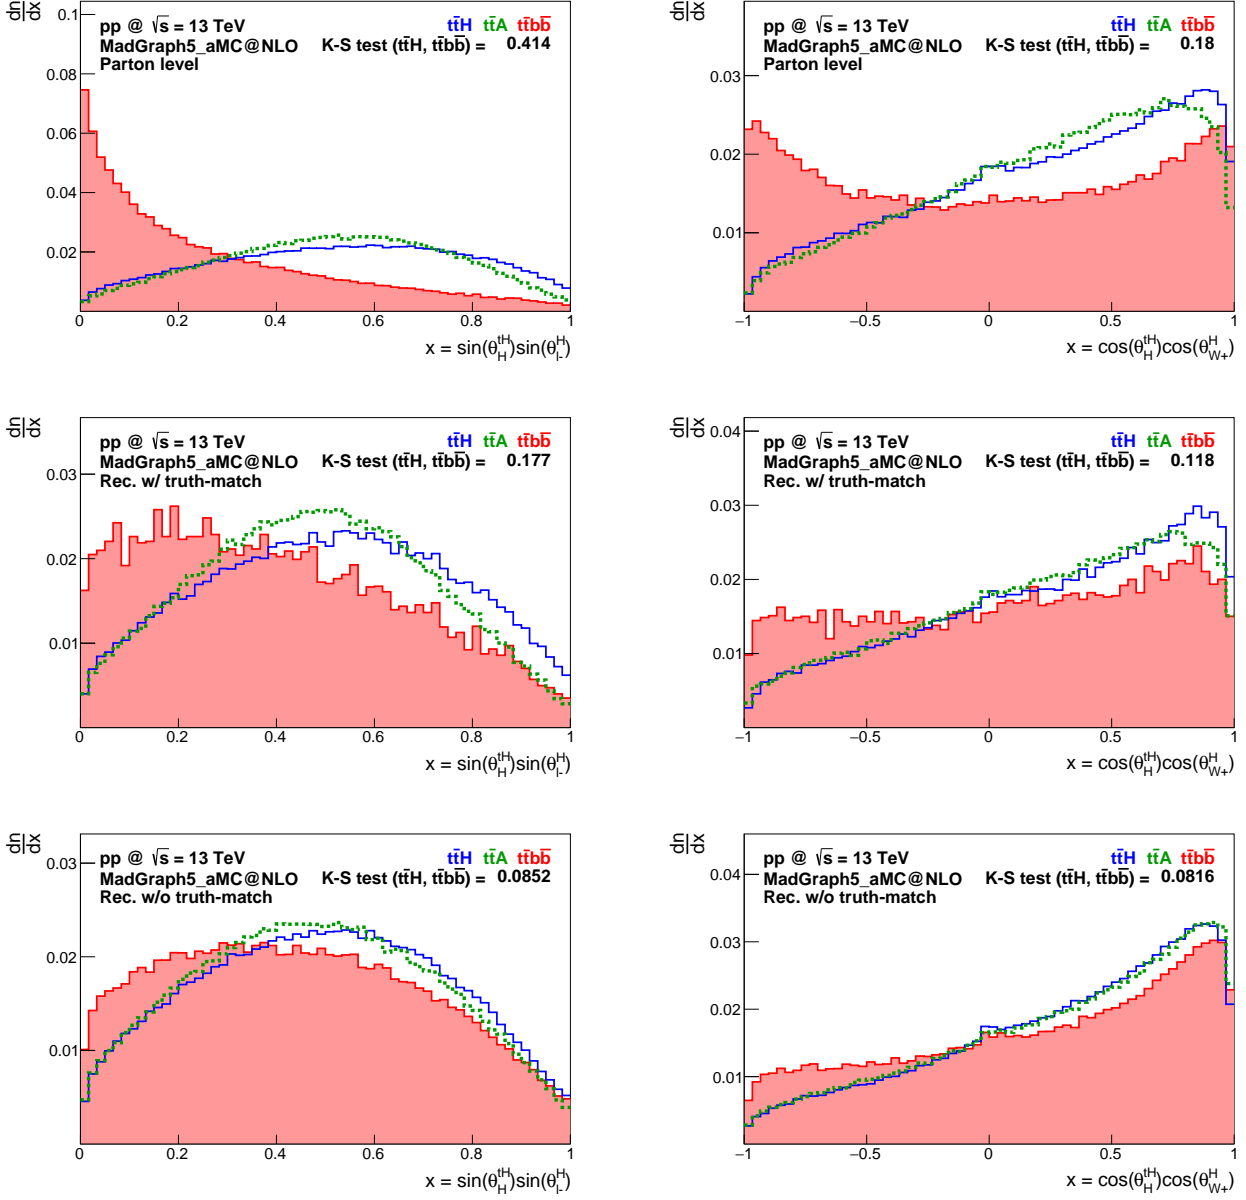 dn/dx
0.1
0.08
0.06
0.04
0.02
pp @ √s = 13 TeV
tt̄H tt̄A tt̄bb̄
MadGraph5_aMC@NLO K-S test (tt̄H, tt̄bb̄) = 0.414
Parton level
0 0.2 0.4 0.6 0.8 1
x = sin(θ_H^{tH})sin(θ_{l-}^{H})
dn/dx
0.03
0.02
0.01
pp @ √s = 13 TeV
tt̄H tt̄A tt̄bb̄
MadGraph5_aMC@NLO K-S test (tt̄H, tt̄bb̄) = 0.18
Parton level
−1 −0.5 0 0.5 1
x = cos(θ_H^{tH})cos(θ_{W+}^{H})
dn/dx
0.03
0.02
0.01
pp @ √s = 13 TeV
tt̄H tt̄A tt̄bb̄
MadGraph5_aMC@NLO K-S test (tt̄H, tt̄bb̄) = 0.177
Rec. w/ truth-match
0 0.2 0.4 0.6 0.8 1
x = sin(θ_H^{tH})sin(θ_{l-}^{H})
dn/dx
0.04
0.03
0.02
0.01
pp @ √s = 13 TeV
tt̄H tt̄A tt̄bb̄
MadGraph5_aMC@NLO K-S test (tt̄H, tt̄bb̄) = 0.118
Rec. w/ truth-match
−1 −0.5 0 0.5 1
x = cos(θ_H^{tH})cos(θ_{W+}^{H})
dn/dx
0.03
0.02
0.01
pp @ √s = 13 TeV
tt̄H tt̄A tt̄bb̄
MadGraph5_aMC@NLO K-S test (tt̄H, tt̄bb̄) = 0.0852
Rec. w/o truth-match
0 0.2 0.4 0.6 0.8 1
x = sin(θ_H^{tH})sin(θ_{l-}^{H})
dn/dx
0.04
0.03
0.02
0.01
pp @ √s = 13 TeV
tt̄H tt̄A tt̄bb̄
MadGraph5_aMC@NLO K-S test (tt̄H, tt̄bb̄) = 0.0816
Rec. w/o truth-match
−1 −0.5 0 0.5 1
x = cos(θ_H^{tH})cos(θ_{W+}^{H})